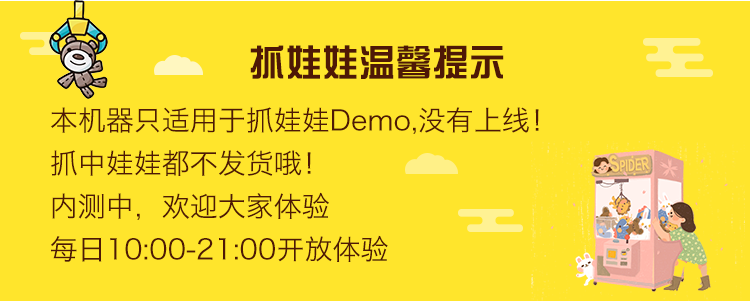 抓娃娃温馨提示
本机器只适用于抓娃娃Demo,没有上线!
抓中娃娃都不发货哦!
内测中，欢迎大家体验
每日10:00-21:00开放体验
SPIDER